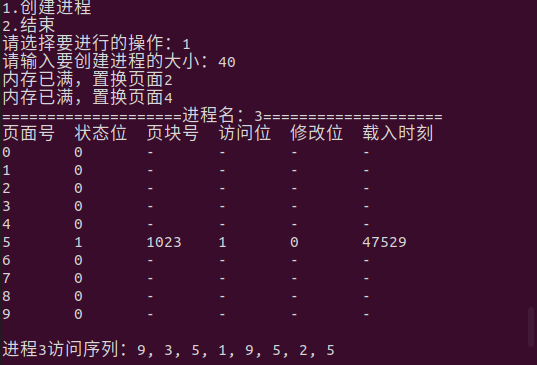 1.创建进程
2.结束
请选择要进行的操作：1
请输入要创建进程的大小：40
内存已满，置换页面2
内存已满，置换页面4
====================进程名：3====================
页面号 状态位 页块号 访问位 修改位 载入时刻
0 0 - - - -
1 0 - - - -
2 0 - - - -
3 0 - - - -
4 0 - - - -
5 1 1023 1 0 47529
6 0 - - - -
7 0 - - - -
8 0 - - - -
9 0 - - - -
进程3访问序列：9, 3, 5, 1, 9, 5, 2, 5